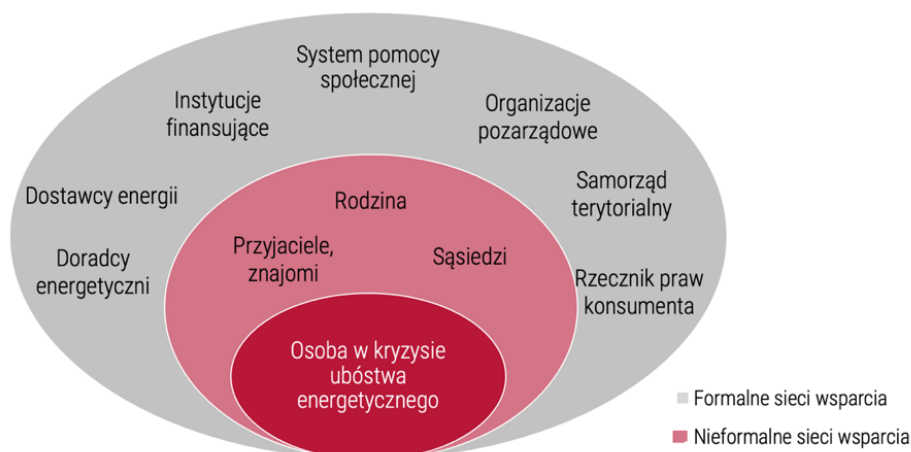 System pomocy
społecznej
Instytucje
finansujące
Organizacje
pozarządowe
Dostawcy energii
Samorząd
terytorialny
Rodzina
Przyjaciele,
znajomi
Sąsiedzi
Doradcy
energetyczni
Rzecznik praw
konsumenta
Osoba w kryzysie
ubóstwa
energetycznego
Formalne sieci wsparcia
Nieformalne sieci wsparcia